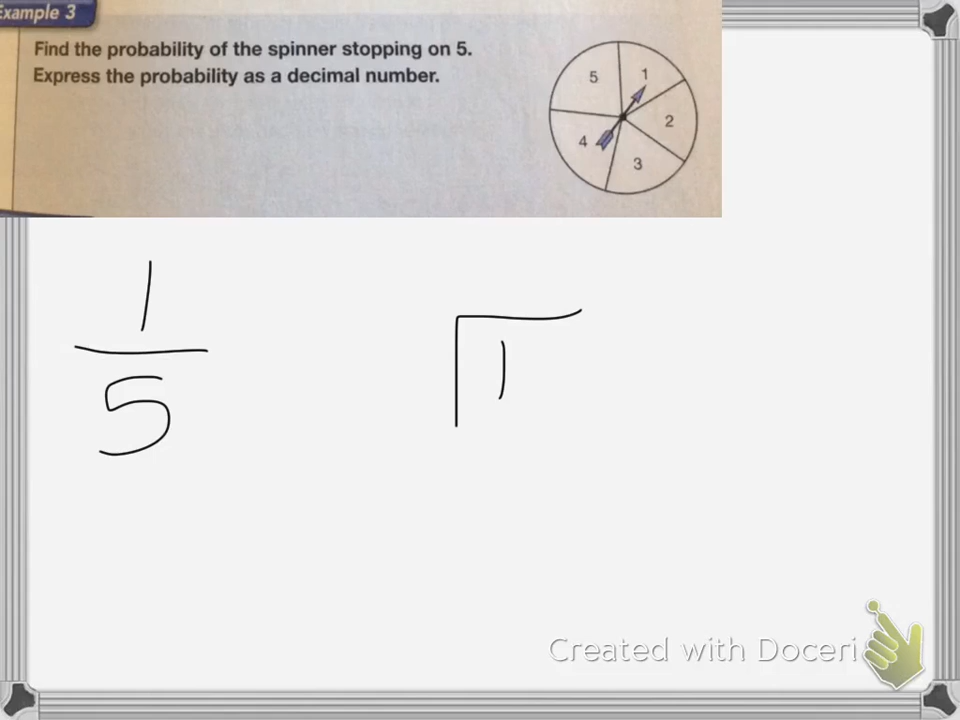 Example 3
Find the probability of the spinner stopping on 5.
Express the probability as a decimal number.
5 1
2
4
3
1
5
1
Created with Doceri